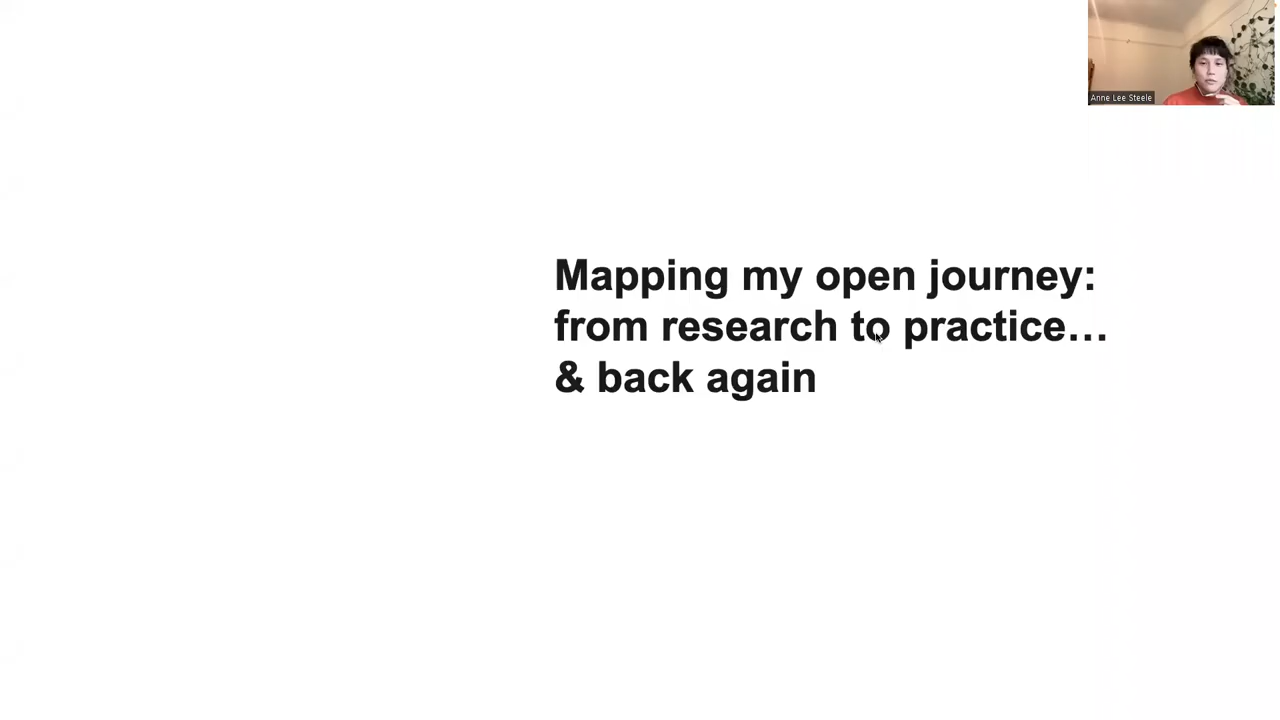 Anne Lee Steele
Mapping my open journey:
from research to practice…
& back again